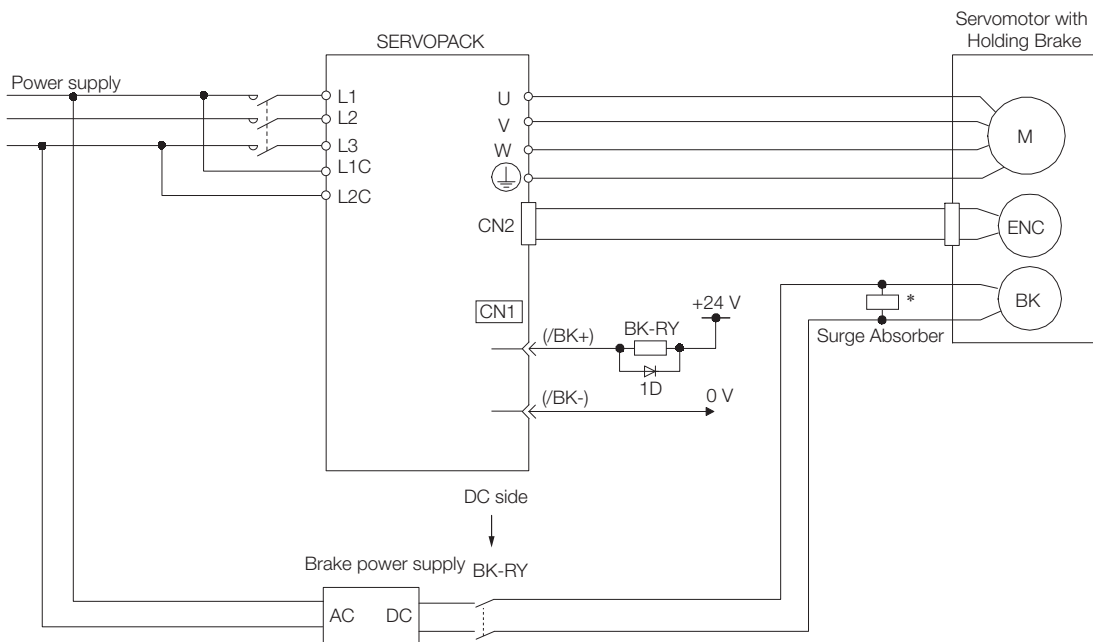 Servomotor with
Holding Brake
SERVOPACK
Power supply
L1
L2
L3
L1C
L2C
U
V
W
M
CN2
ENC
CN1
BK
(/BK+)
BK-RY
+24 V
*
Surge Absorber
1D
(/BK-)
0 V
DC side
Brake power supply
BK-RY
AC
DC